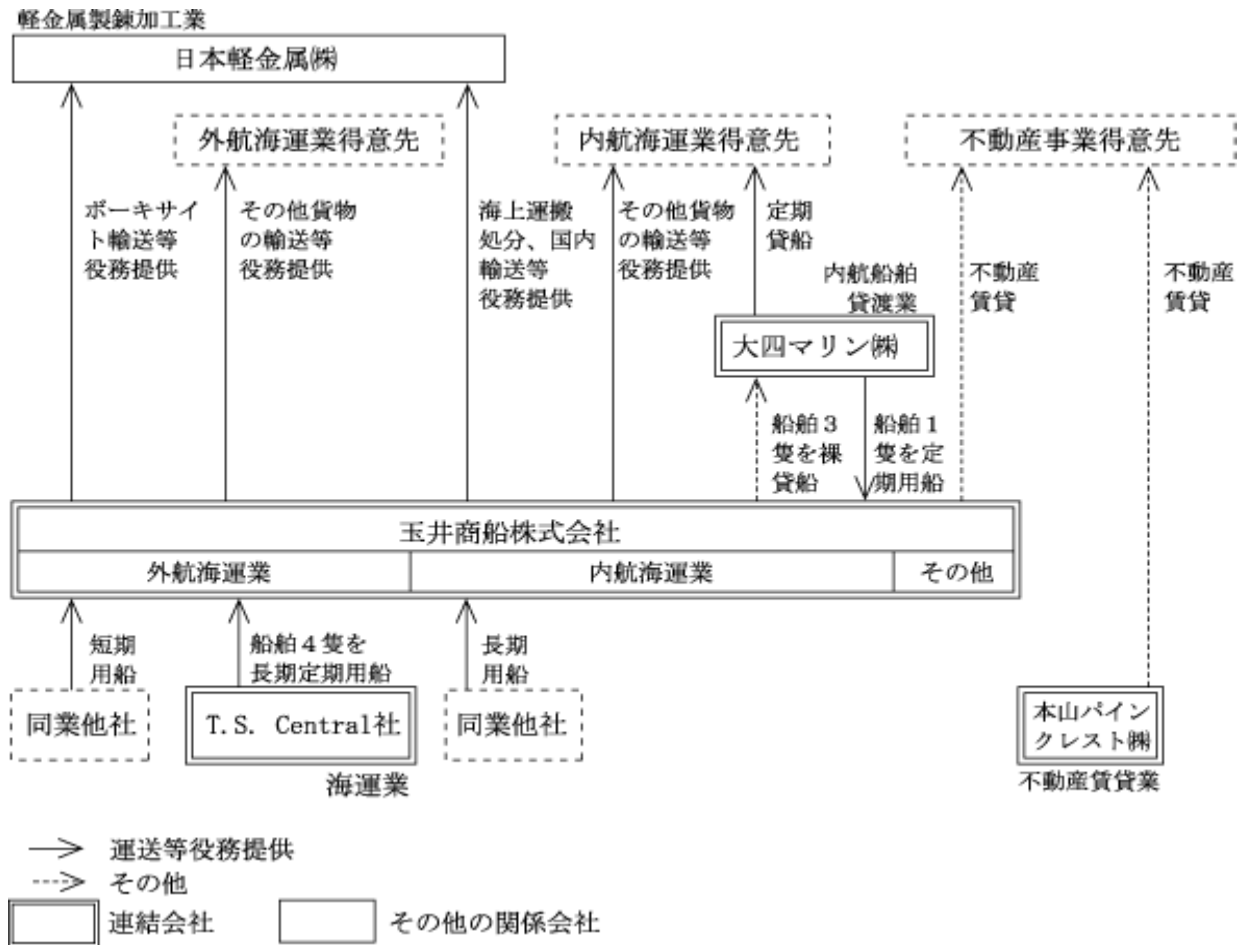 軽金属製錬加工業
日本軽金属㈱
外航海運業得意先
内航海運業得意先
不動産事業得意先
ボーキサイ
ト輸送等
役務提供
その他貨物
の輸送等
役務提供
海上運搬
処分、国内
輸送等
役務提供
その他貨物
の輸送等
役務提供
定期
貸船
内航船舶
貸渡業
不動産
賃貸
不動産
賃貸
大四マリン㈱
船舶3
隻を裸
貸船
船舶1
隻を定
期用船
玉井商船株式会社
外航海運業
内航海運業
その他
短期
用船
船舶4隻を
長期定期用船
長期
用船
同業他社
T.S. Central社
海運業
同業他社
本山パイン
クレスト㈱
不動産賃貸業
運送等役務提供
その他
連結会社
その他の関係会社